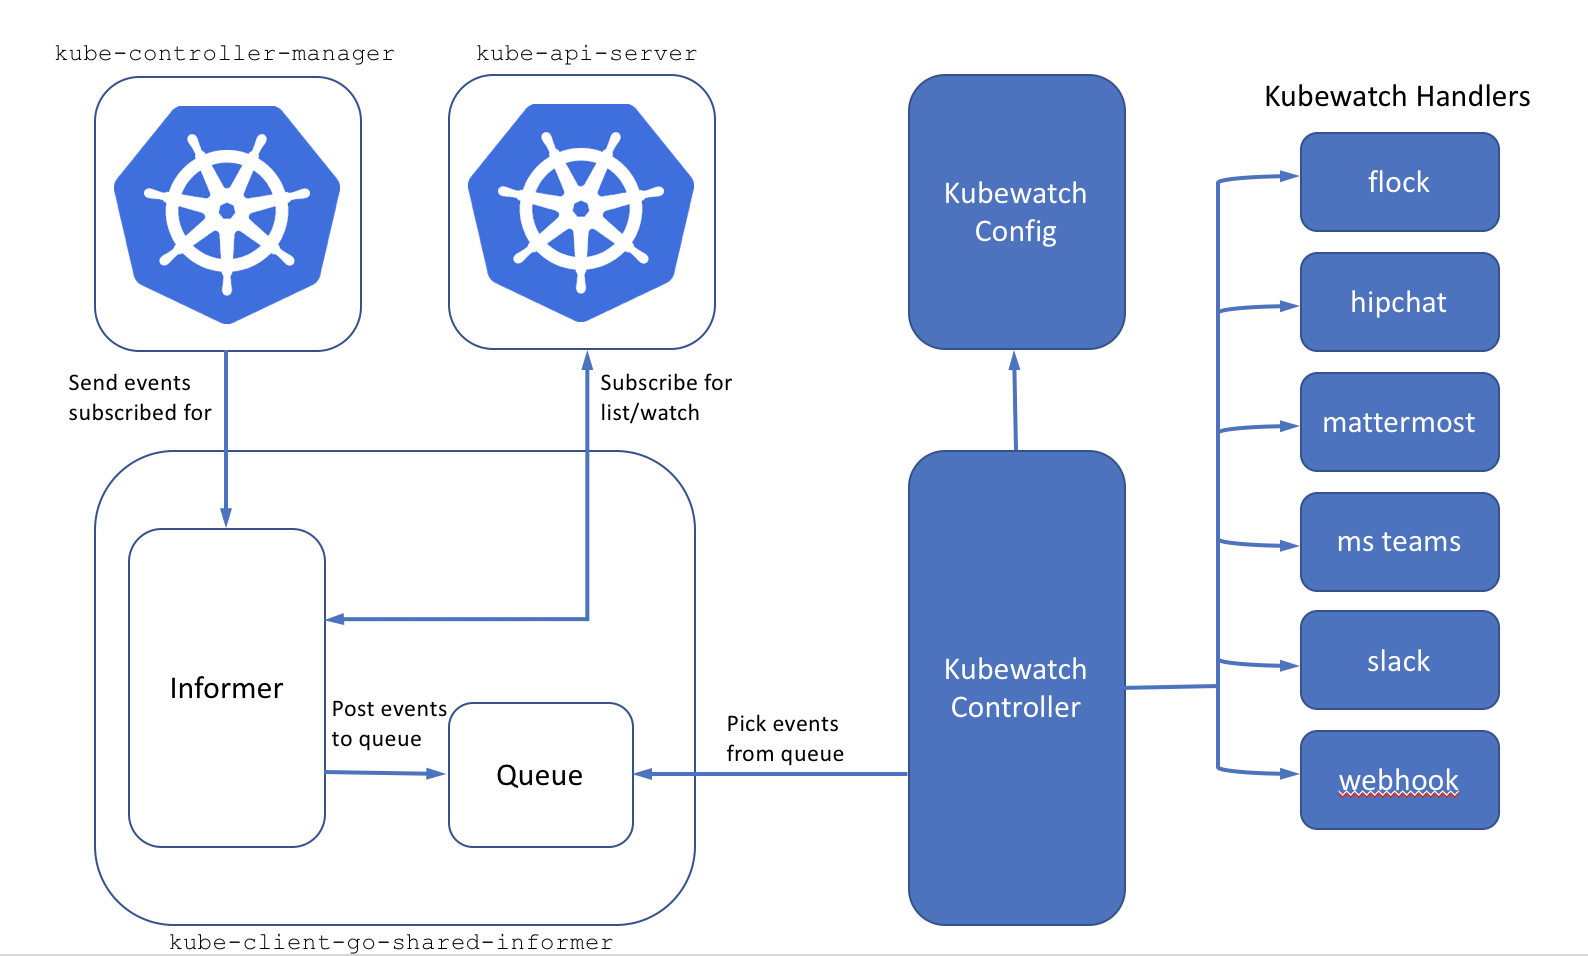 kube-controller-manager
kube-api-server
Kubewatch Handlers
Kubewatch
Config
flock
hipchat
mattermost
ms teams
slack
webhook
Send events
subscribed for
Subscribe for
list/watch
Informer
Post events
to queue
Queue
Pick events
from queue
Kubewatch
Controller
kube-client-go-shared-informer